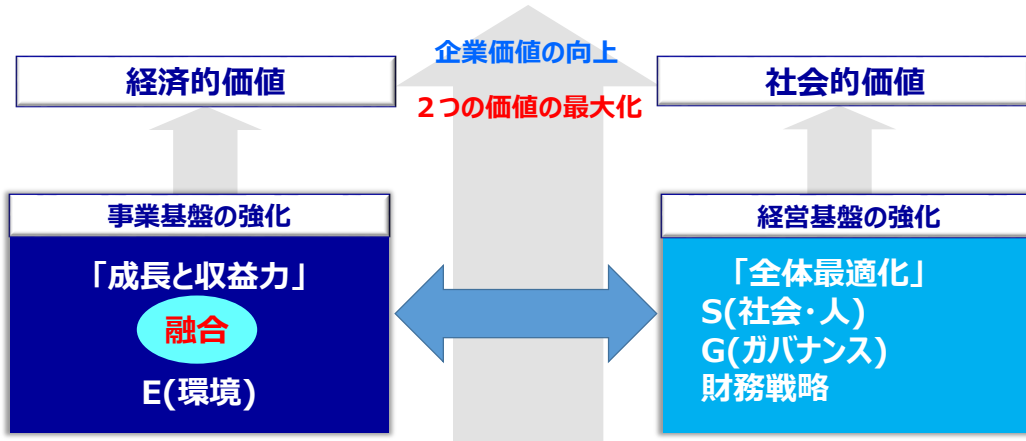 企業価値の向上
２つの価値の最大化
経済的価値
社会的価値
事業基盤の強化
「成長と収益力」
融合
E(環境)
経営基盤の強化
「全体最適化」
S(社会・人)
G(ガバナンス)
財務戦略